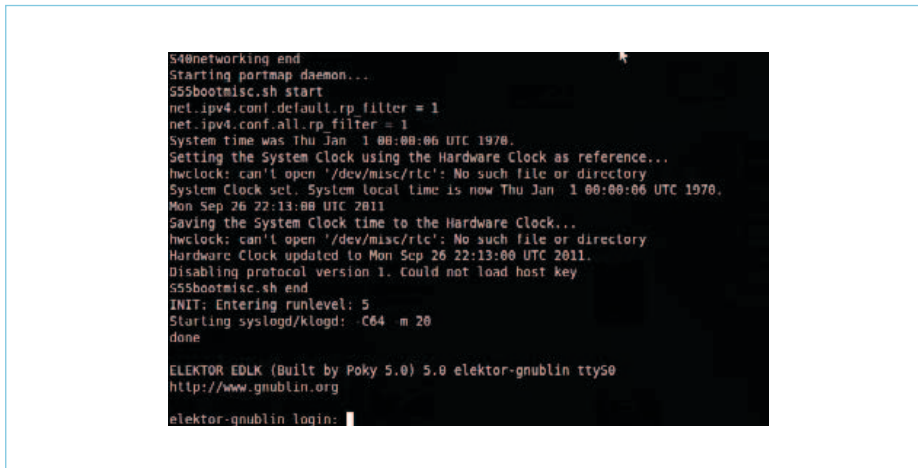 S40networking end
Starting portmap daemon...
S55bootmisc.sh start
net.ipv4.conf.default.rp_filter = 1
net.ipv4.conf.all.rp_filter = 1
System time was Thu Jan  1 00:00:06 UTC 1970.
Setting the System Clock using the Hardware Clock as reference...
hwclock: can't open '/dev/misc/rtc': No such file or directory
System Clock set. System local time is now Thu Jan  1 00:00:06 UTC 1970.
Mon Sep 26 22:13:00 UTC 2011
Saving the System Clock time to the Hardware Clock...
hwclock: can't open '/dev/misc/rtc': No such file or directory
Hardware Clock updated to Mon Sep 26 22:13:00 UTC 2011.
Disabling protocol version 1. Could not load host key
S55bootmisc.sh end
INIT: Entering runlevel: 5
Starting syslogd/klogd: -C64 -m 20
done
ELEKTOR EDLK (Built by Poky 5.0) 5.0 elektor-gnublin ttyS0
http://www.gnublin.org
elektor-gnublin login: